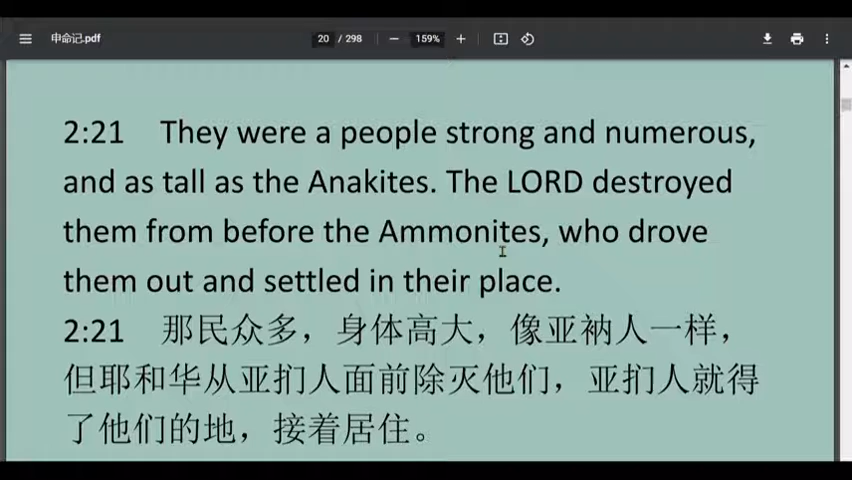 申命记.pdf
20 / 298
159%
2:21 They were a people strong and numerous,
and as tall as the Anakites. The LORD destroyed
them from before the Ammonites, who drove
them out and settled in their place.
2:21 那民众多，身体高大，像亚衲人一样，
但耶和华从亚扪人面前除灭他们，亚扪人就得
了他们的地，接着居住。